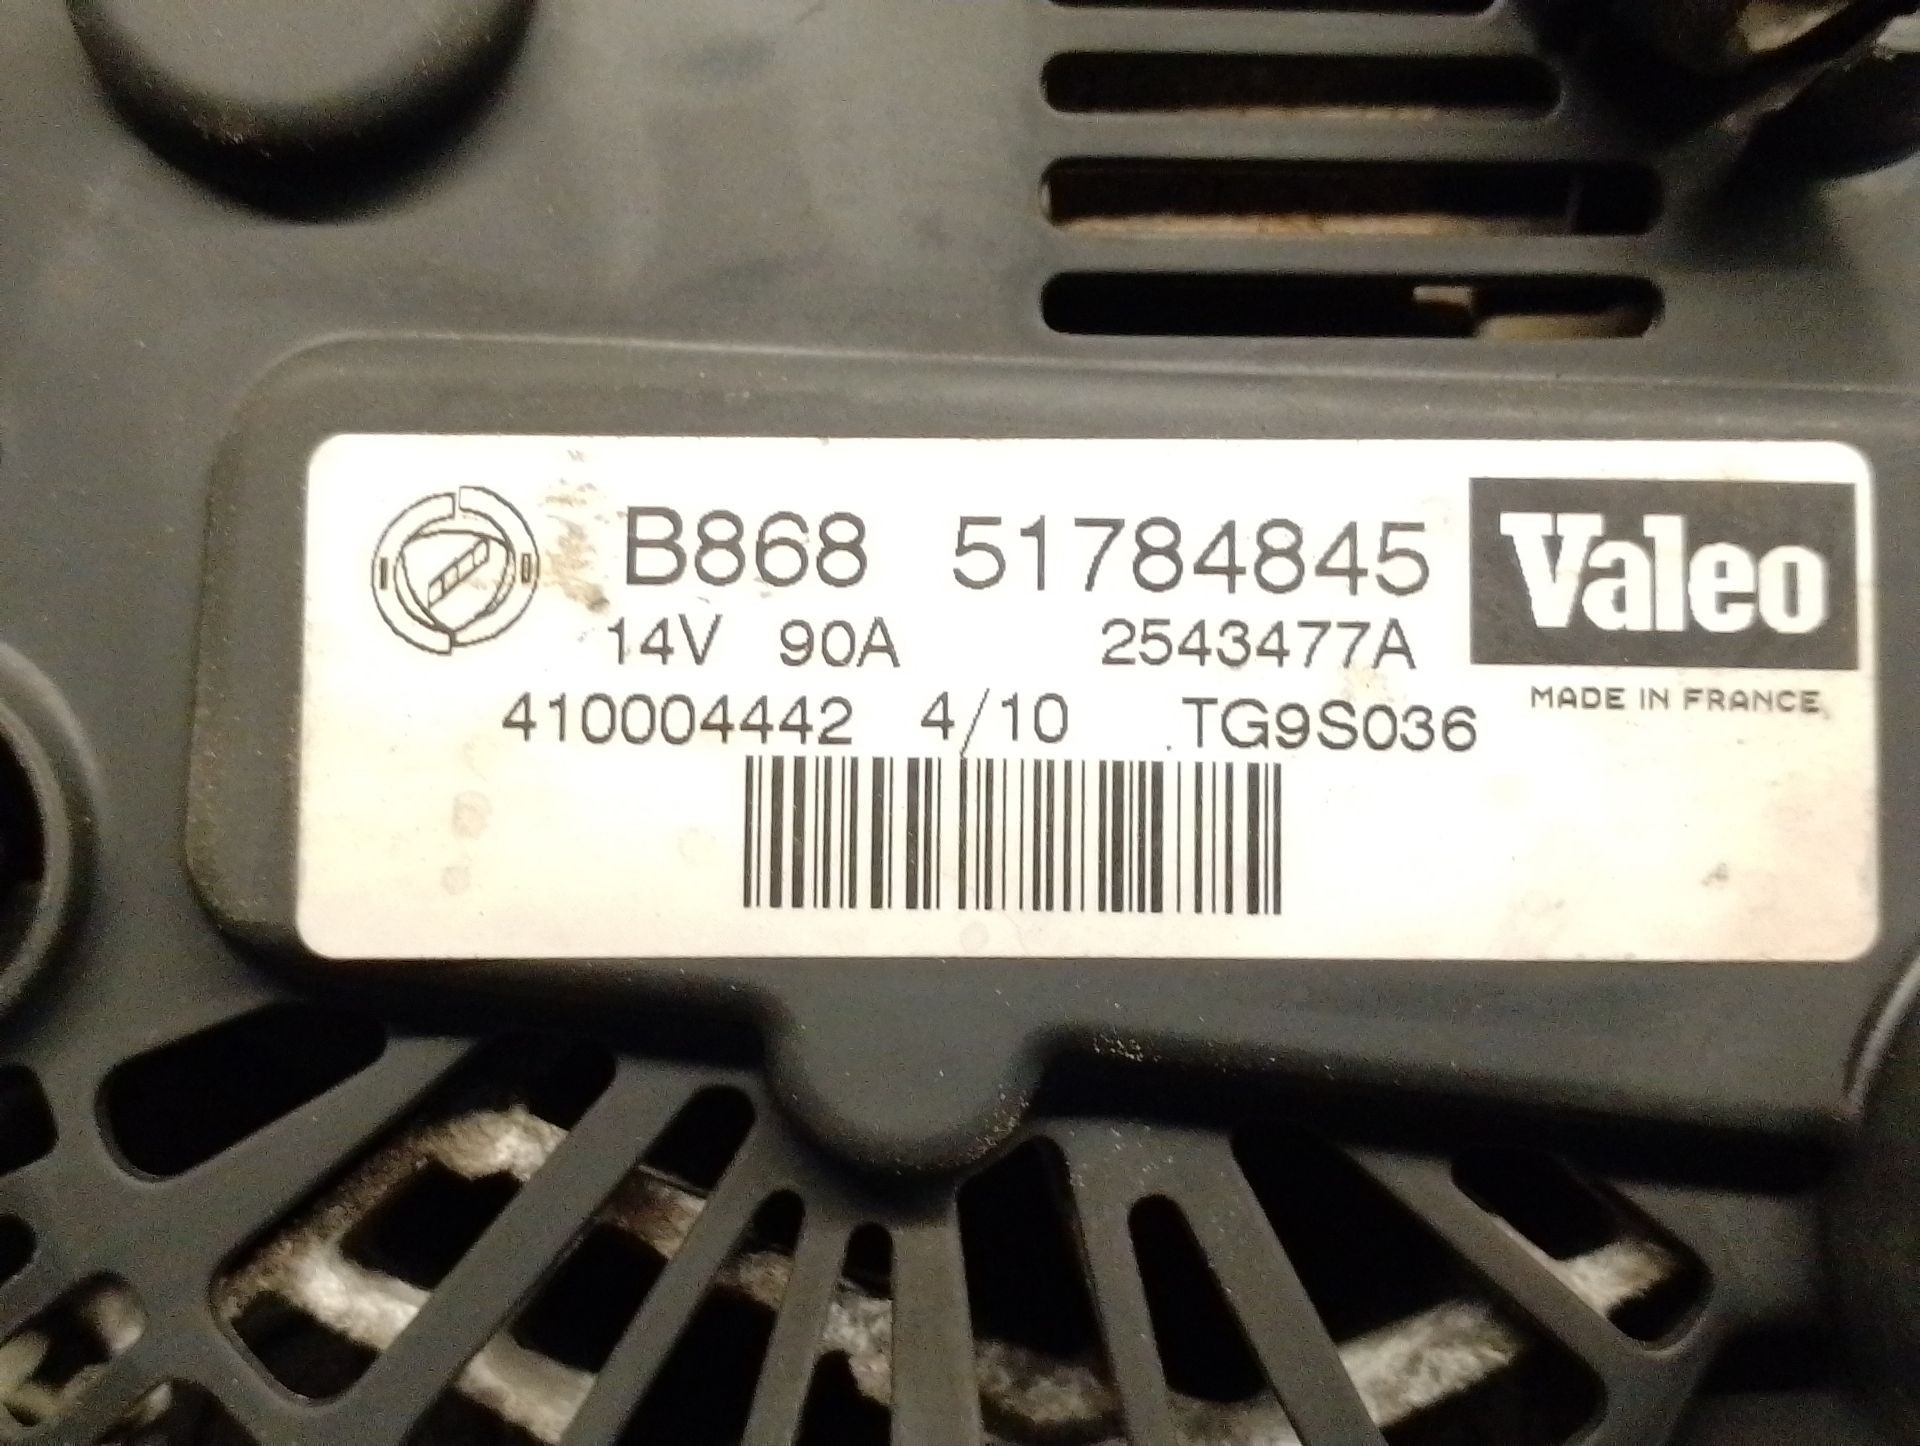 B868 51784845 Valeo
14V 90A 2543477A
MADE IN FRANCE
410004442 4/10 TG9S036